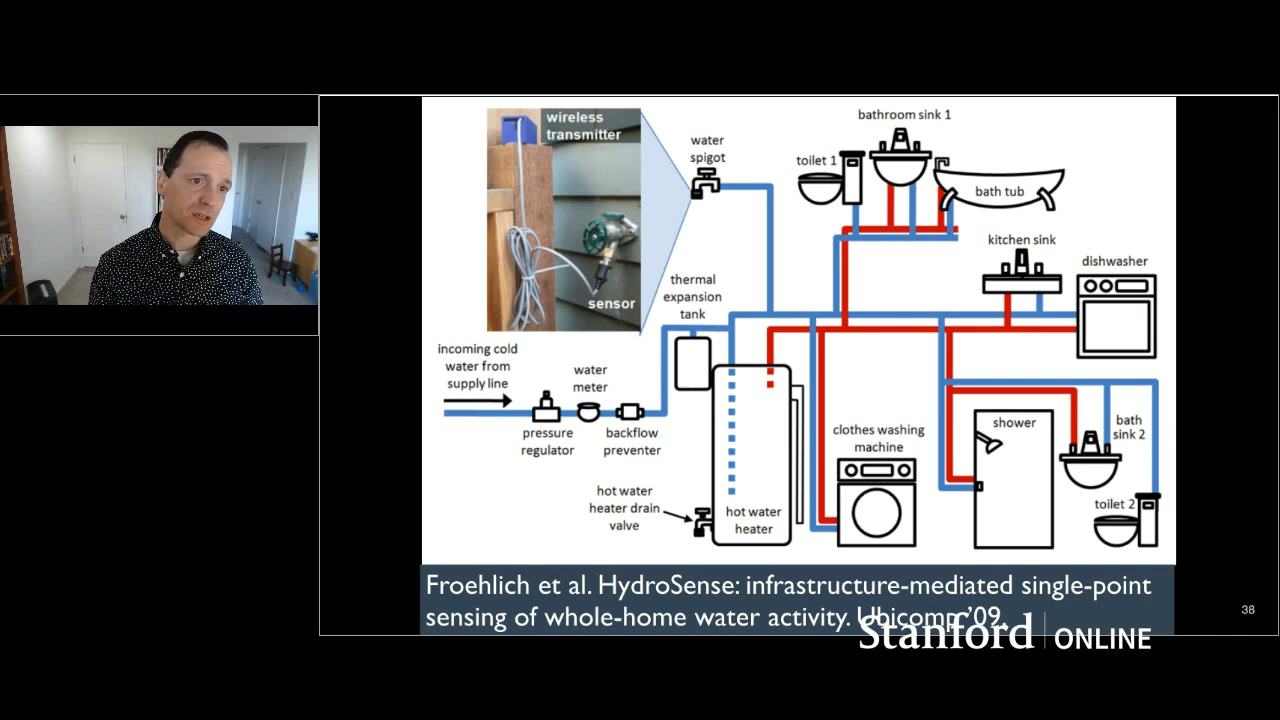 wireless
transmitter
sensor
water
spigot
bathroom sink 1
toilet 1
bath tub
kitchen sink
dishwasher
thermal
expansion
tank
incoming cold
water from
supply line
water
meter
pressure
regulator
backflow
preventer
hot water
heater drain
valve
hot water
heater
clothes washing
machine
shower
bath
sink 2
toilet 2
Froehlich et al. HydroSense: infrastructure-mediated single-point
sensing of whole-home water activity. Ubicomp '09.
38
Stanford ONLINE